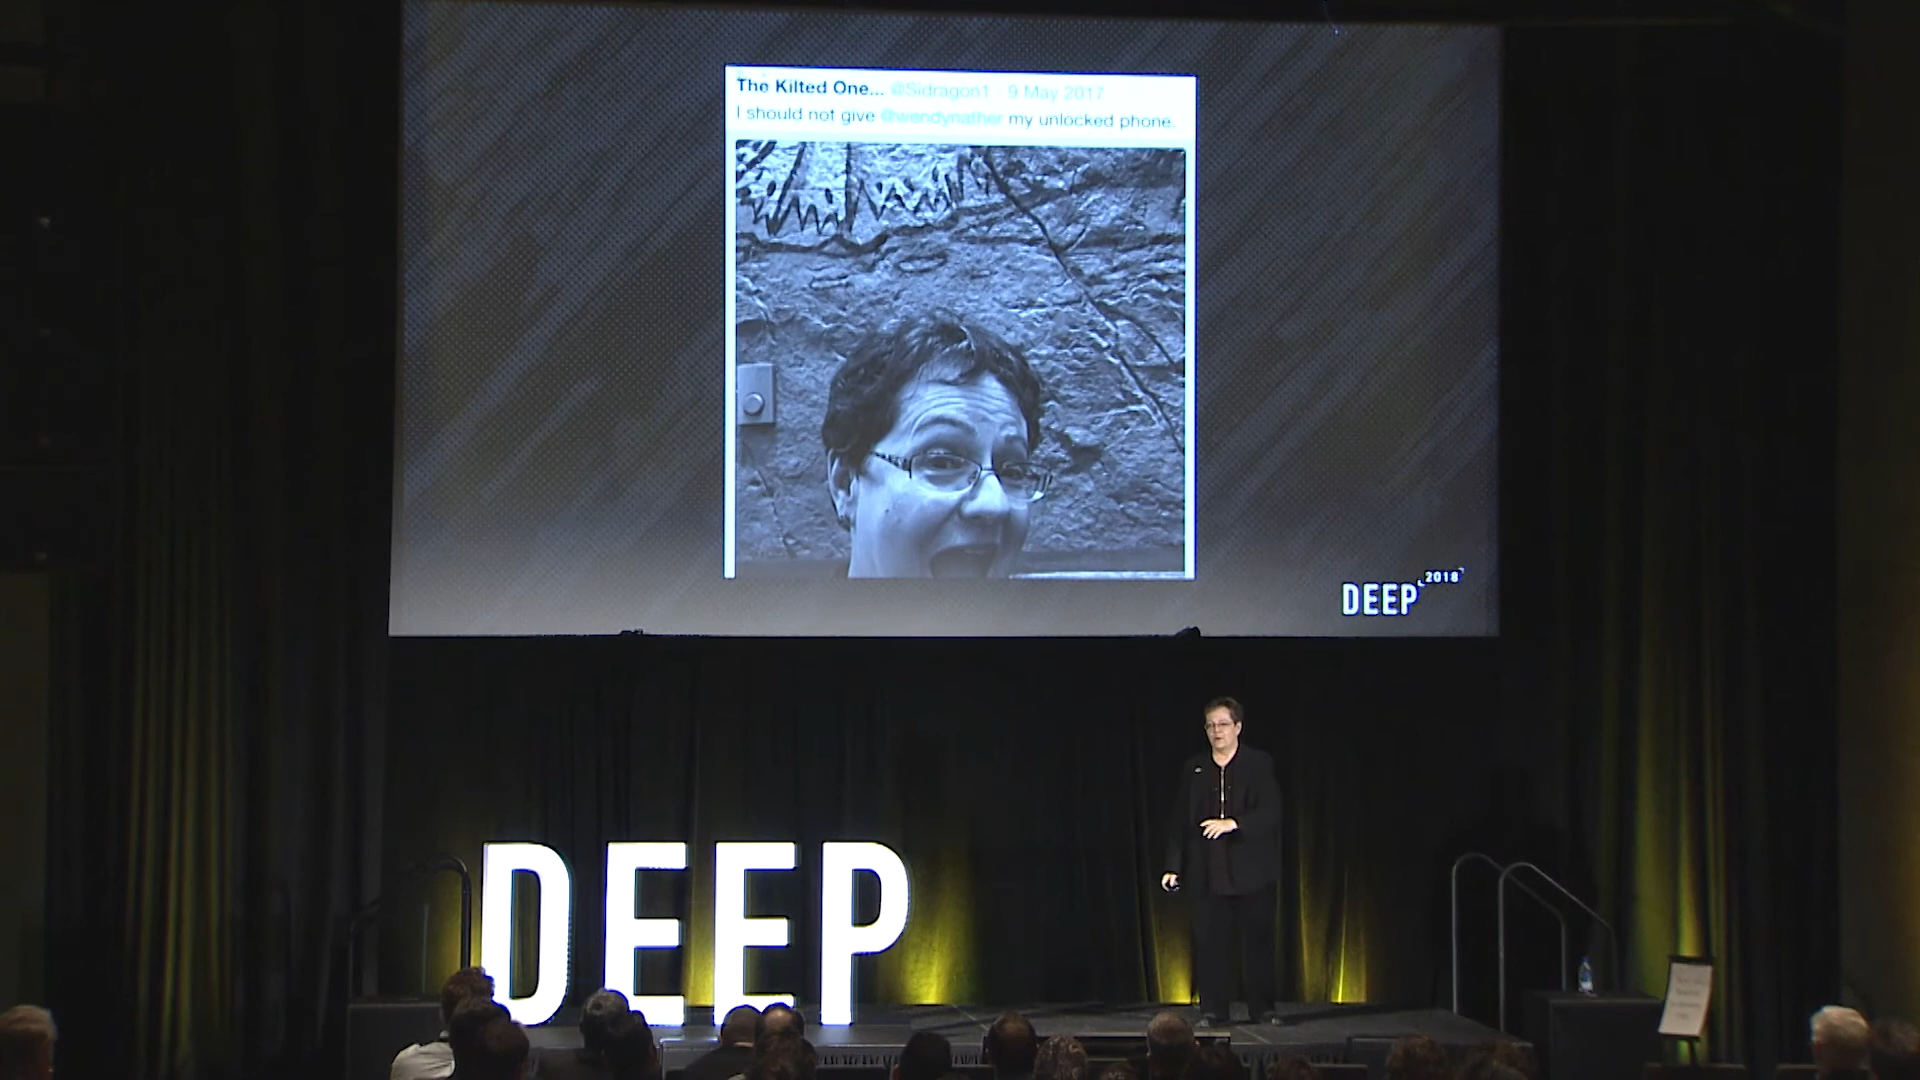 The Kilted One... @Sidragon1 · 9 May 2017
I should not give @wendynather my unlocked phone.
DEEP 2018
DEEP